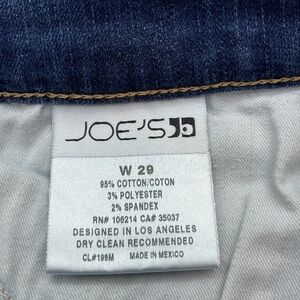 JOE'S
W 29
95% COTTON/COTON
3% POLYESTER
2% SPANDEX
RN# 106214 CA# 35037
DESIGNED IN LOS ANGELES
DRY CLEAN RECOMMENDED
CL#198M MADE IN MEXICO